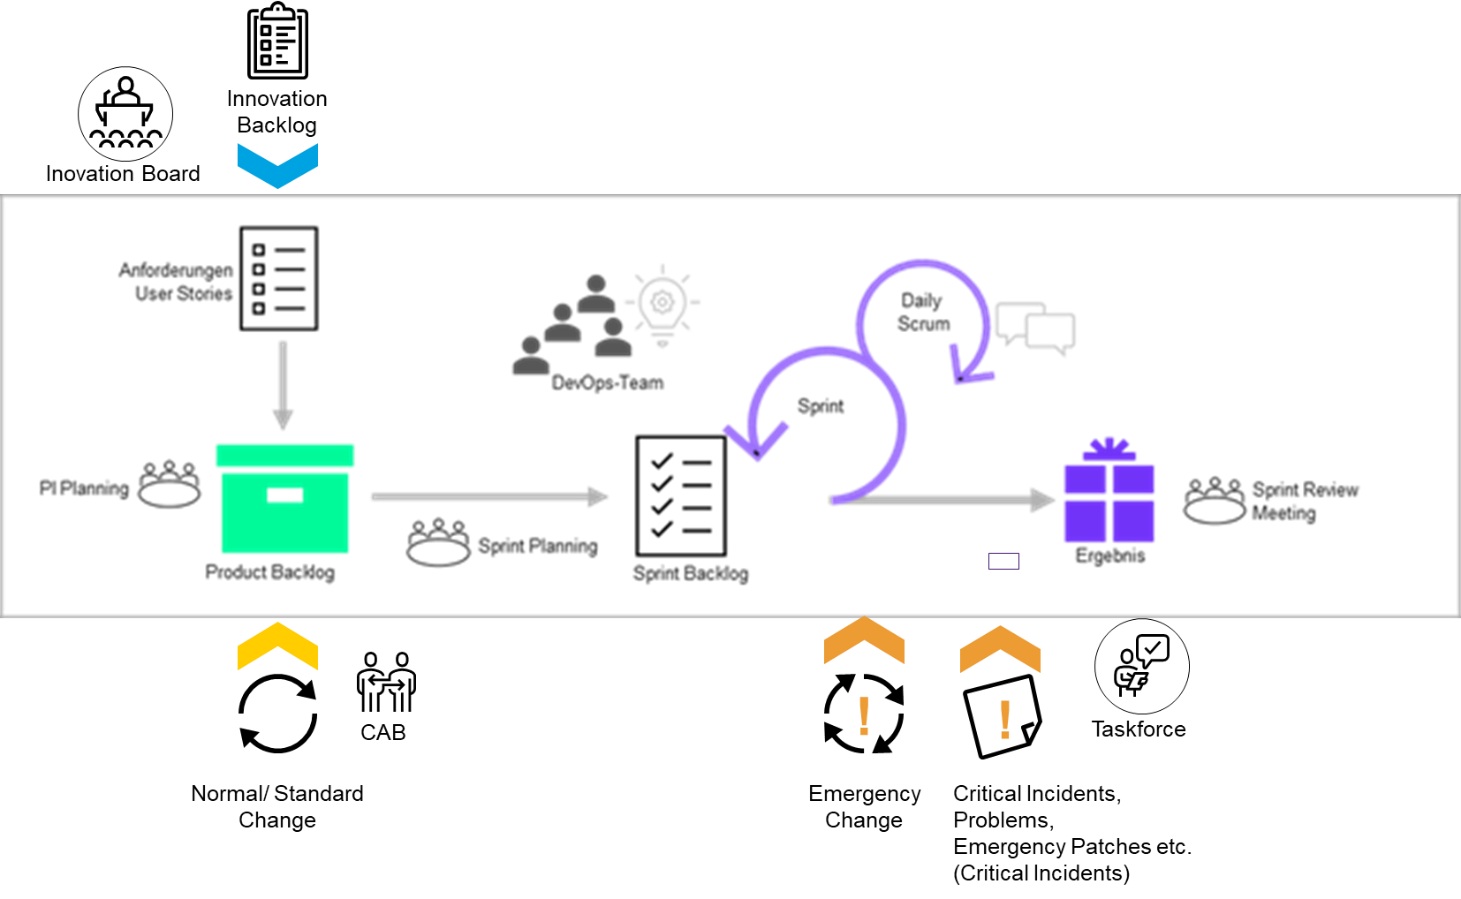 Innovation
Backlog
Inovation Board
Anforderungen
User Stories
DevOps-Team
Daily
Scrum
Sprint
PI Planning
Sprint Planning
Product Backlog
Sprint Backlog
Ergebnis
Sprint Review
Meeting
CAB
Normal/ Standard
Change
Emergency
Change
Taskforce
Critical Incidents,
Problems,
Emergency Patches etc.
(Critical Incidents)